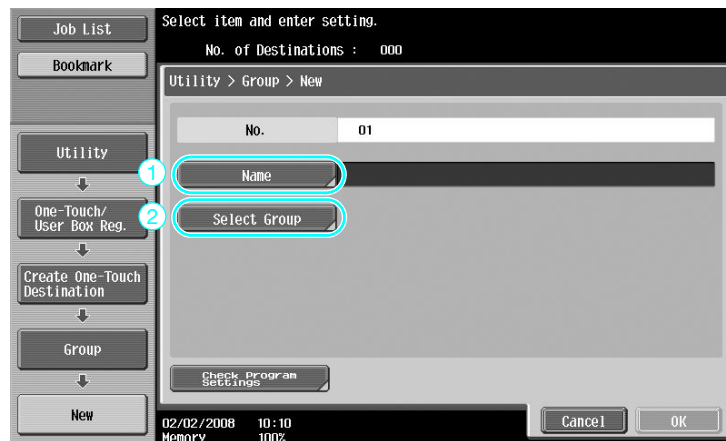 Job List
Bookmark
Select item and enter setting.
No. of Destinations : 000
Utility > Group > New
No. 01
1 Name
2 Select Group
Utility
One-Touch/
User Box Reg.
Create One-Touch
Destination
Group
New
Check Program
Settings
02/02/2008 10:10
Memory 100%
Cancel OK